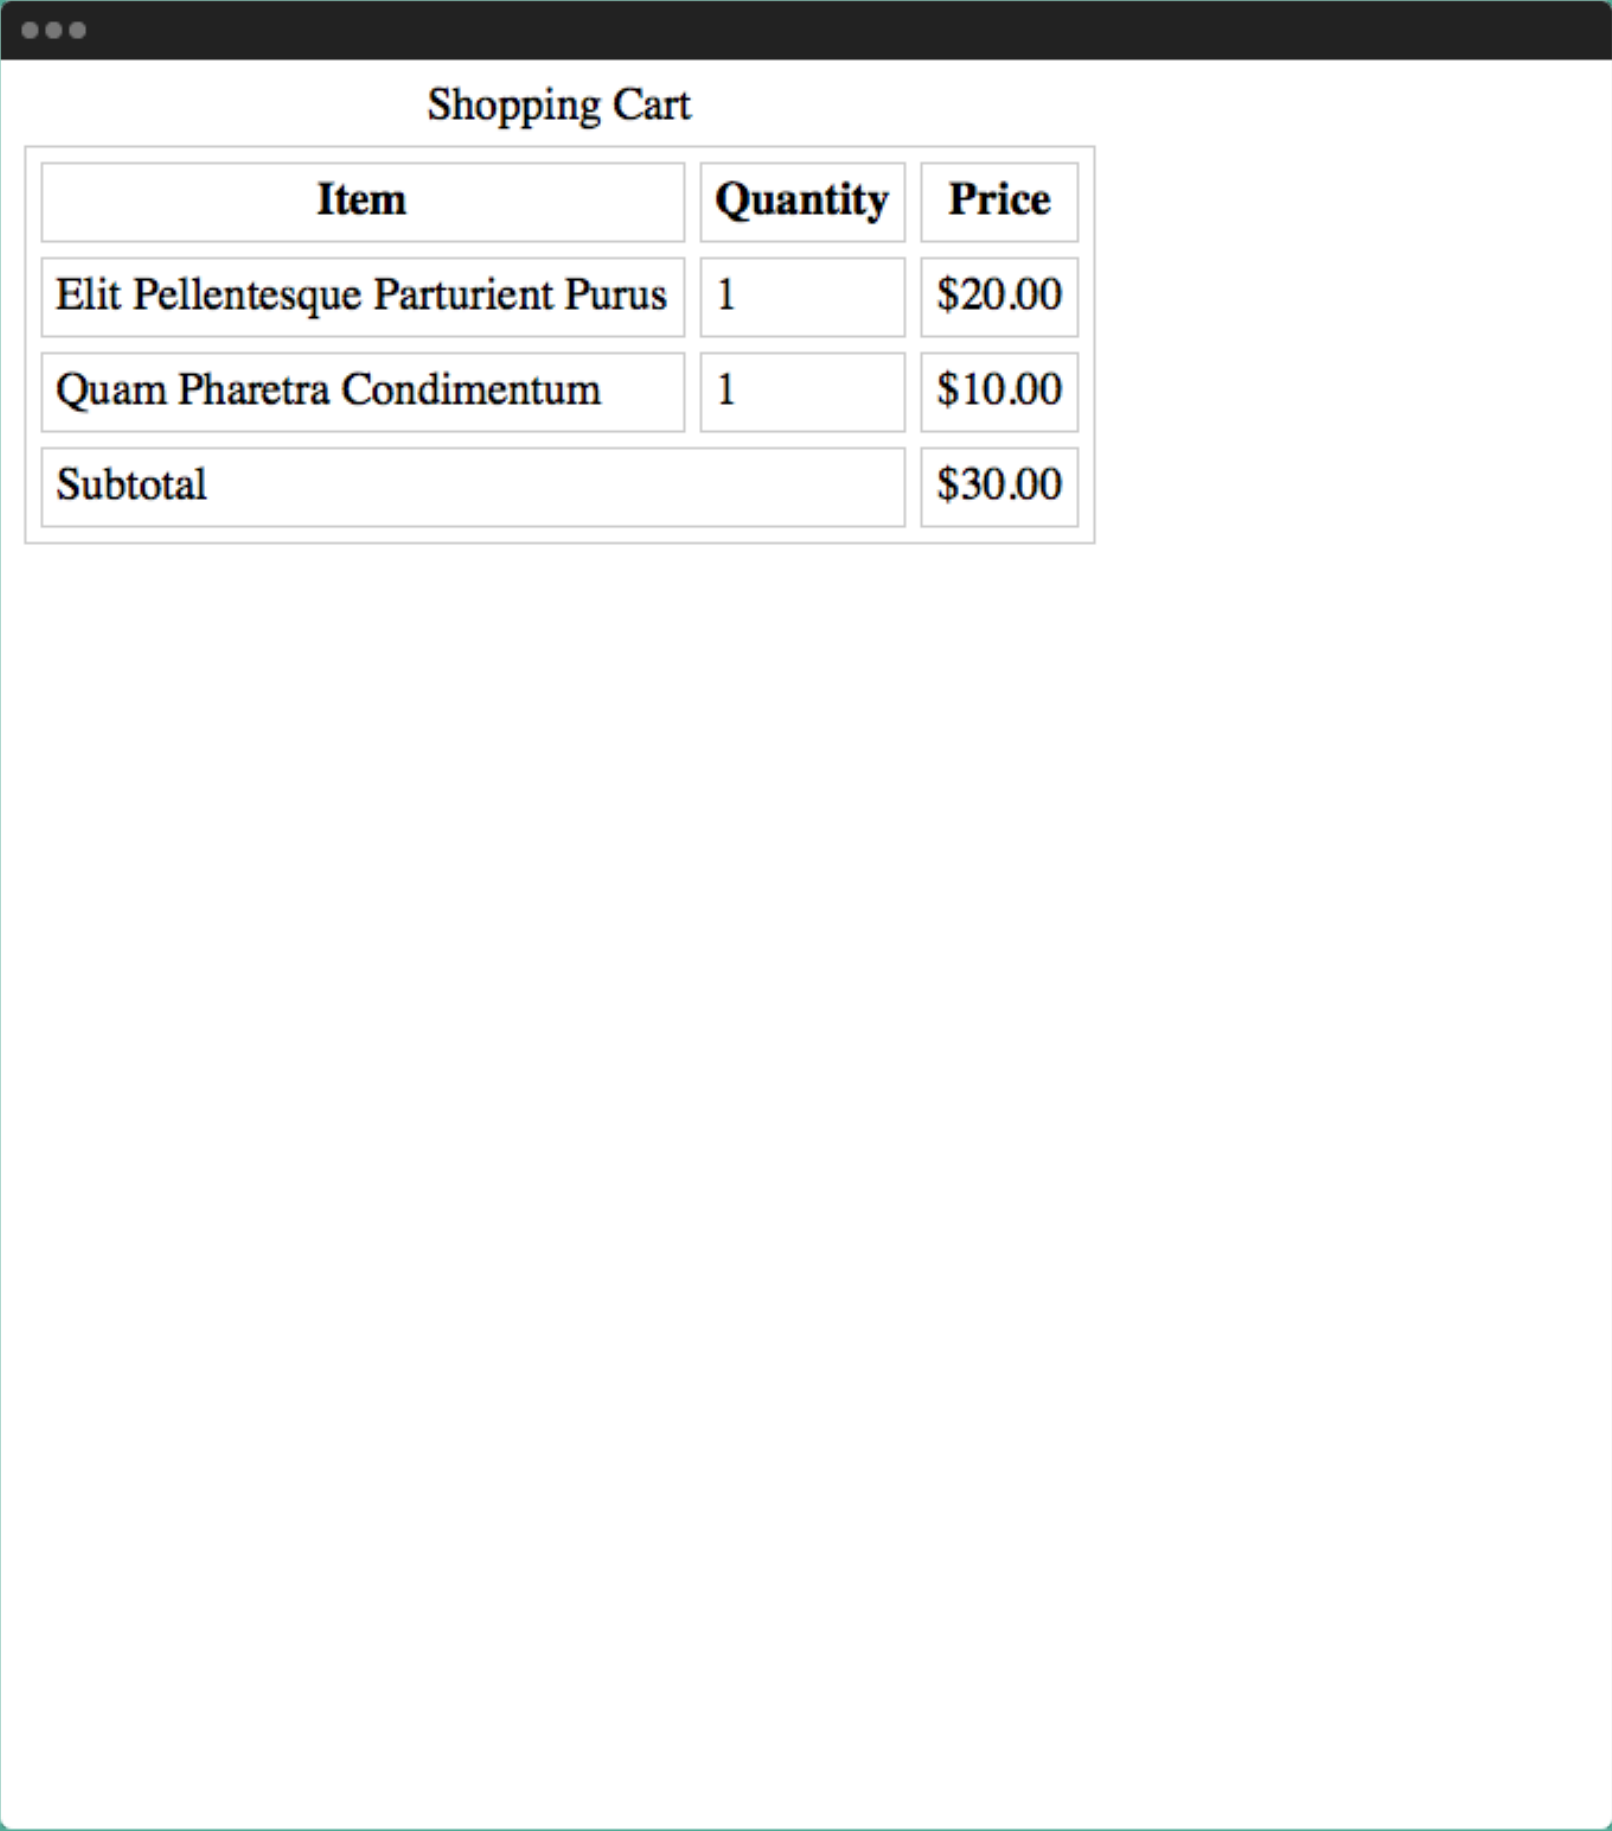 Shopping Cart
Item Quantity Price
Elit Pellentesque Parturient Purus 1 $20.00
Quam Pharetra Condimentum 1 $10.00
Subtotal $30.00